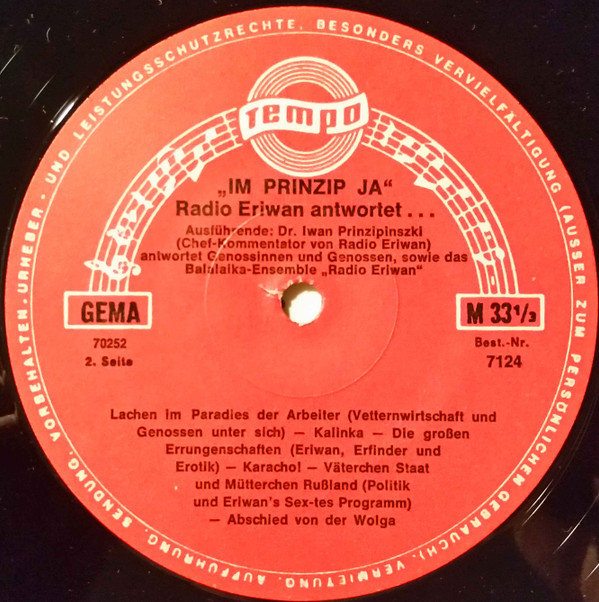 URHEBER- UND LEISTUNGSSCHUTZRECHTE, BESONDERS VERVIELFÄLTIGUNG (AUSSER ZUM PERSÖNLICHEN GEBRAUCH), VERMIETUNG, AUFFÜHRUNG, SENDUNG, VORBEHALTEN.
Tempo
„IM PRINZIP JA“
Radio Eriwan antwortet...
Ausführende: Dr. Iwan Prinzipinszki
(Chef-Kommentator von Radio Eriwan)
antwortet Genossinnen und Genossen, sowie das
Balalaika-Ensemble „Radio Eriwan“
GEMA
M 33 1/3
70252
Best.-Nr.
2. Seite
7124
Lachen im Paradies der Arbeiter (Vetternwirtschaft und
Genossen unter sich) — Kalinka — Die großen
Errungenschaften (Eriwan, Erfinder und
Erotik) — Karacho! — Väterchen Staat
und Mütterchen Rußland (Politik
und Eriwan's Sex-tes Programm)
— Abschied von der Wolga